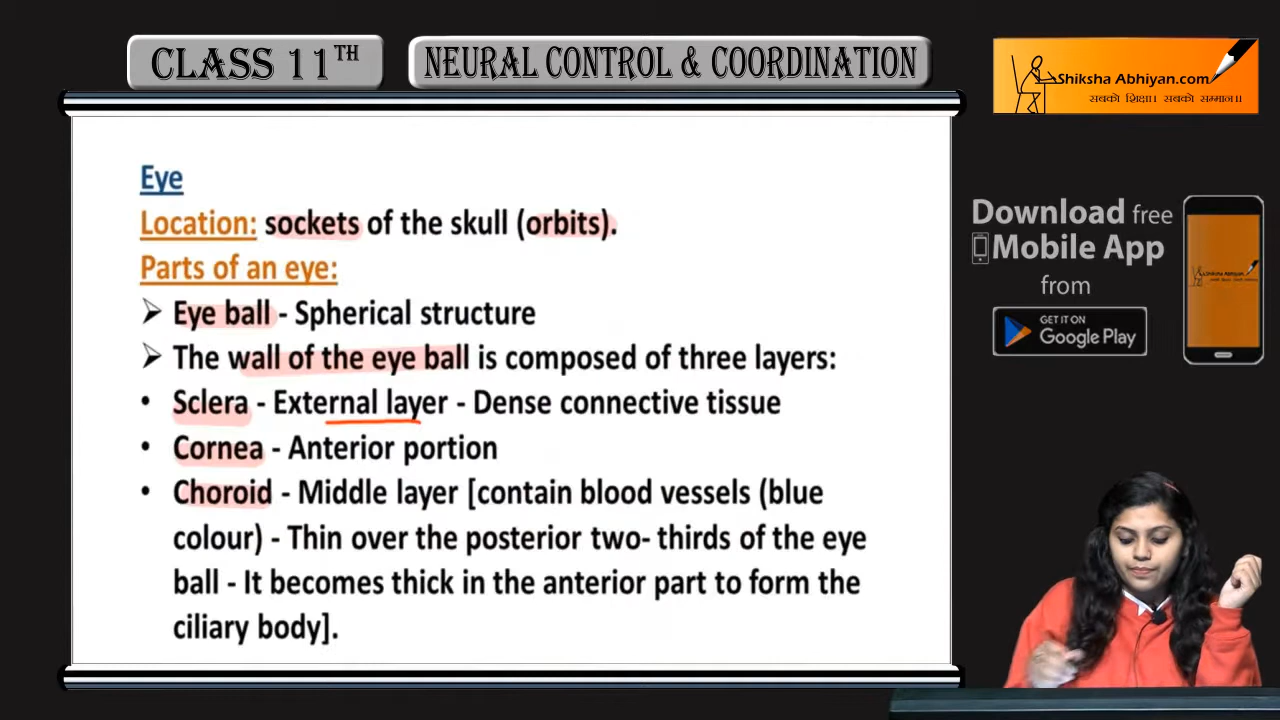 CLASS 11TH
NEURAL CONTROL & COORDINATION
Shiksha Abhiyan.com
सबको शिक्षा। सबको सम्मान।।
Eye
Location: sockets of the skull (orbits).
Parts of an eye:
➢ Eye ball - Spherical structure
➢ The wall of the eye ball is composed of three layers:
• Sclera - External layer - Dense connective tissue
• Cornea - Anterior portion
• Choroid - Middle layer [contain blood vessels (blue
colour) - Thin over the posterior two- thirds of the eye
ball - It becomes thick in the anterior part to form the
ciliary body].
Download free
Mobile App
from
GET IT ON
Google Play